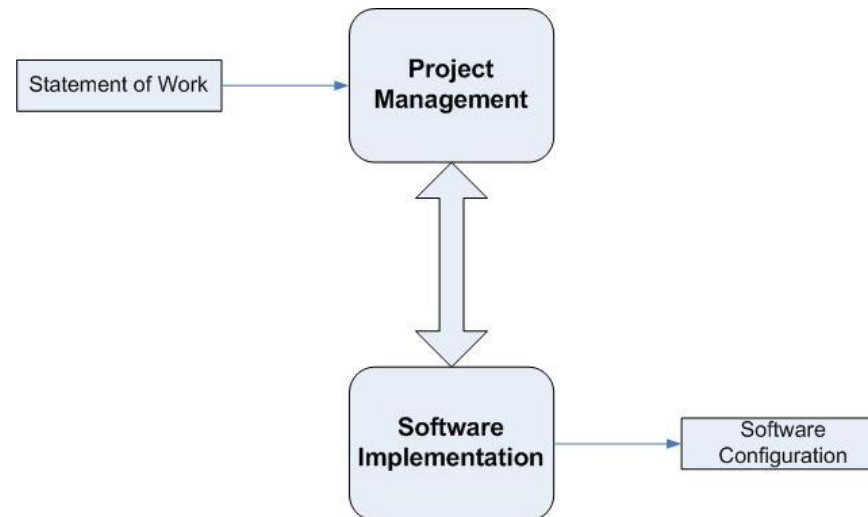 Project
Management
Statement of Work
Software
Implementation
Software
Configuration